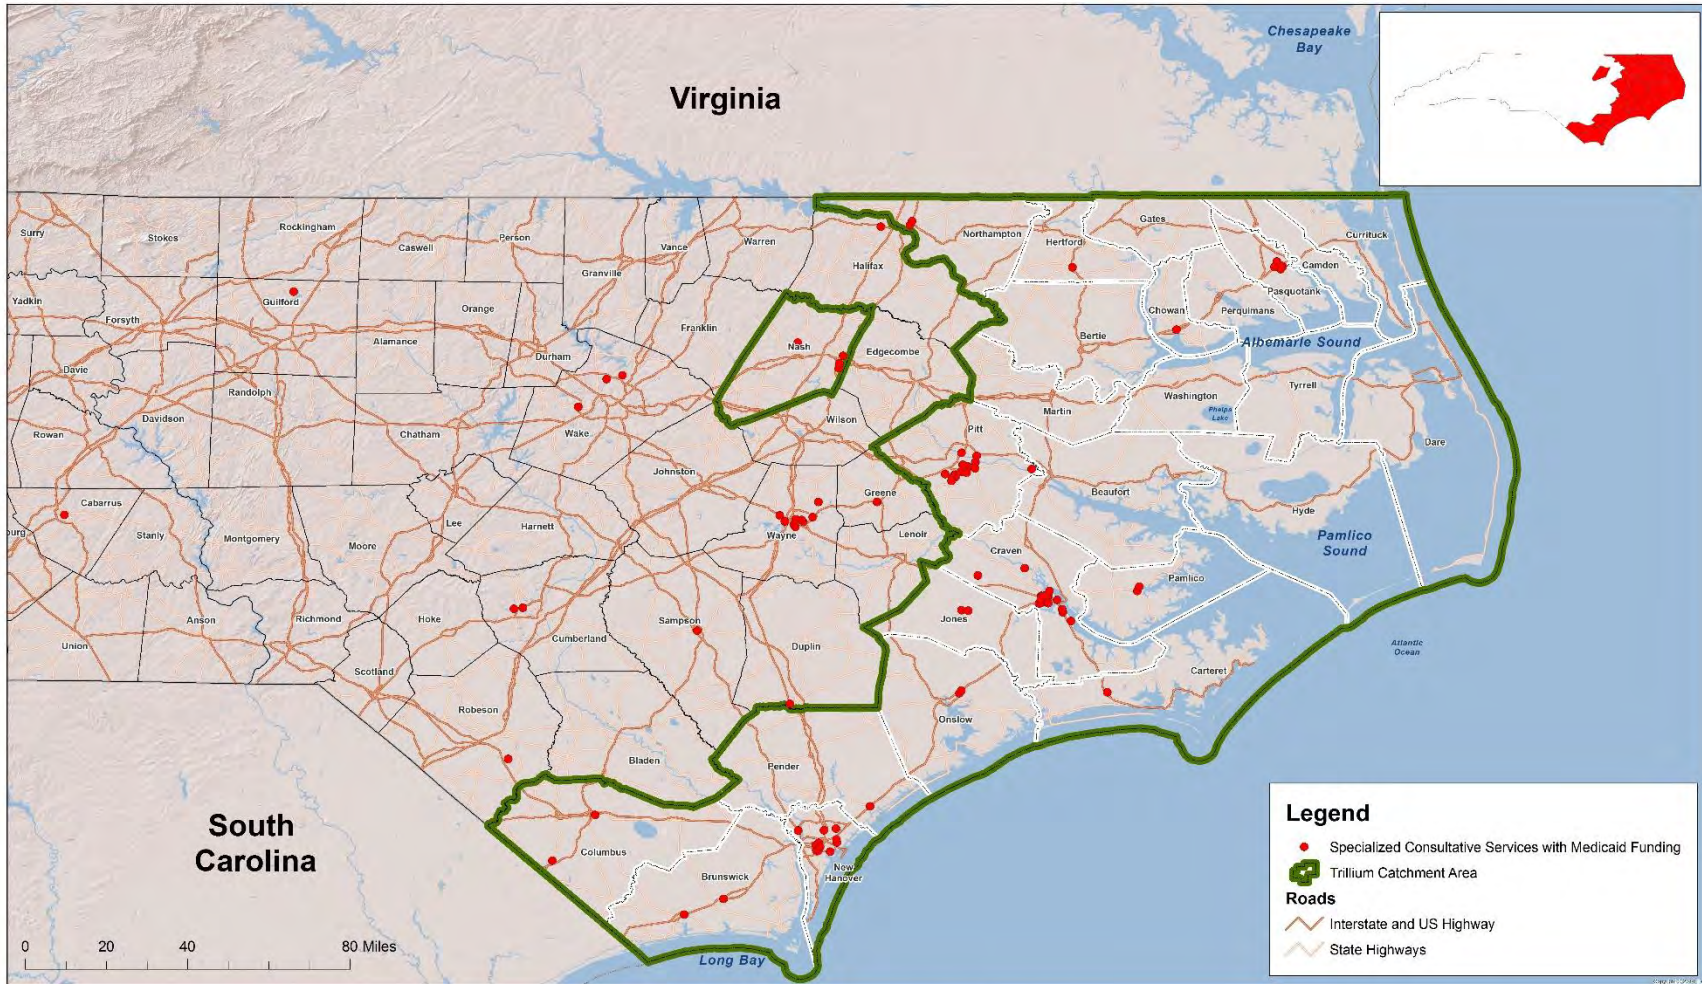 Chesapeake
Bay
Virginia
Surry
Stokes
Rockingham
Caswell
Person
Vance
Warren
Granville
Northampton
Hertford
Gates
Currituck
Halifax
Camden
Pasquotank
Yadkin
Forsyth
Guilford
Orange
Alamance
Durham
Franklin
Nash
Edgecombe
Chowan
Perquimans
Bertie
Albemarle Sound
Davie
Davidson
Randolph
Rowan
Chatham
Wake
Wilson
Martin
Washington
Tyrrell
Phelps
Lake
Dare
Pitt
Johnston
Greene
Beaufort
Hyde
Cabarrus
Stanly
Montgomery
Moore
Lee
Harnett
Wayne
Lenoir
Craven
Pamlico
Sound
Pamlico
burg
Union
Anson
Richmond
Hoke
Cumberland
Sampson
Duplin
Jones
Carteret
Atlantic
Ocean
Scotland
Robeson
Bladen
Pender
Onslow
South
Carolina
Columbus
Brunswick
New
Hanover
Long Bay
0 20 40 80 Miles
Legend
Specialized Consultative Services with Medicaid Funding
Trillium Catchment Area
Roads
Interstate and US Highway
State Highways